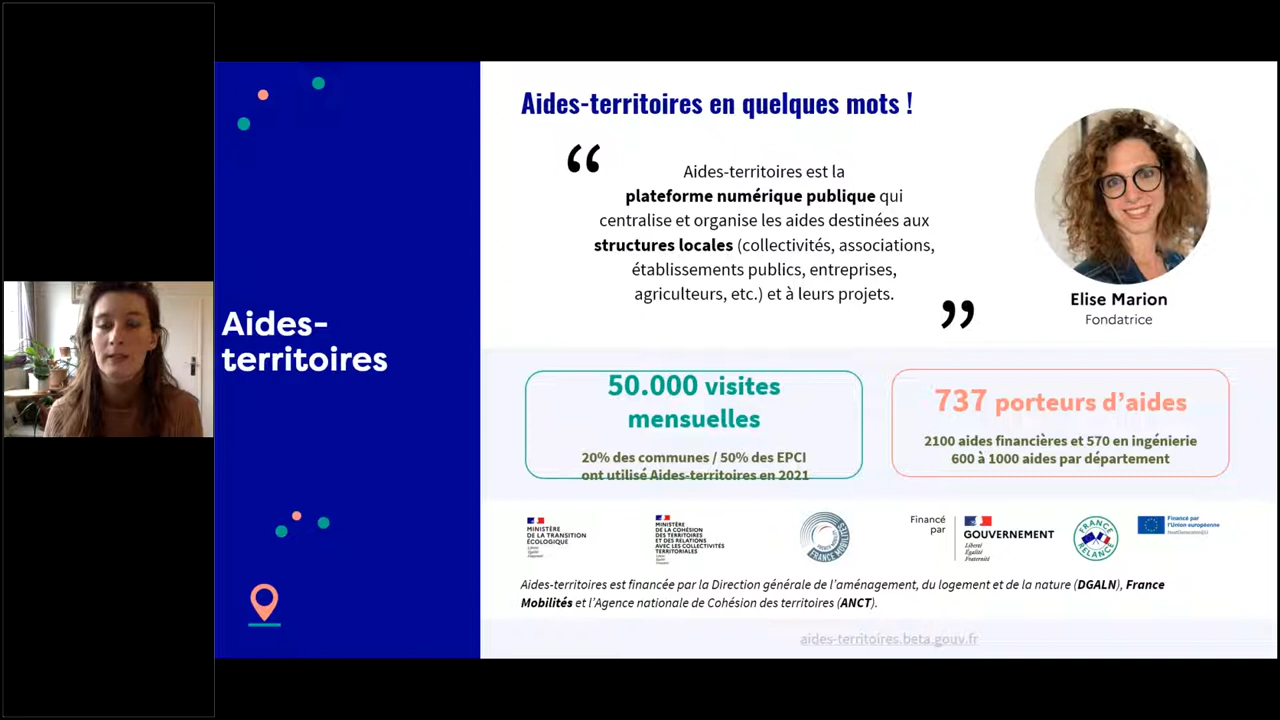 Aides-
territoires
Aides-territoires en quelques mots !
“
Aides-territoires est la
plateforme numérique publique qui
centralise et organise les aides destinées aux
structures locales (collectivités, associations,
établissements publics, entreprises,
agriculteurs, etc.) et à leurs projets.
”
Elise Marion
Fondatrice
50.000 visites
mensuelles
20% des communes / 50% des EPCI
ont utilisé Aides-territoires en 2021
737 porteurs d’aides
2100 aides financières et 570 en ingénierie
600 à 1000 aides par département
MINISTÈRE
DE LA TRANSITION
ÉCOLOGIQUE
Liberté
Égalité
Fraternité
MINISTÈRE
DE LA COHÉSION
DES TERRITOIRES
ET DES RELATIONS
AVEC LES COLLECTIVITÉS
TERRITORIALES
FRANCE MOBILITÉS
Financé
par
GOUVERNEMENT
Liberté
Égalité
Fraternité
FRANCE
RELANCE
Financé par
l’Union européenne
NextGenerationEU
Aides-territoires est financée par la Direction générale de l’aménagement, du logement et de la nature (DGALN), France
Mobilités et l’Agence nationale de Cohésion des territoires (ANCT).
aides-territoires.beta.gouv.fr